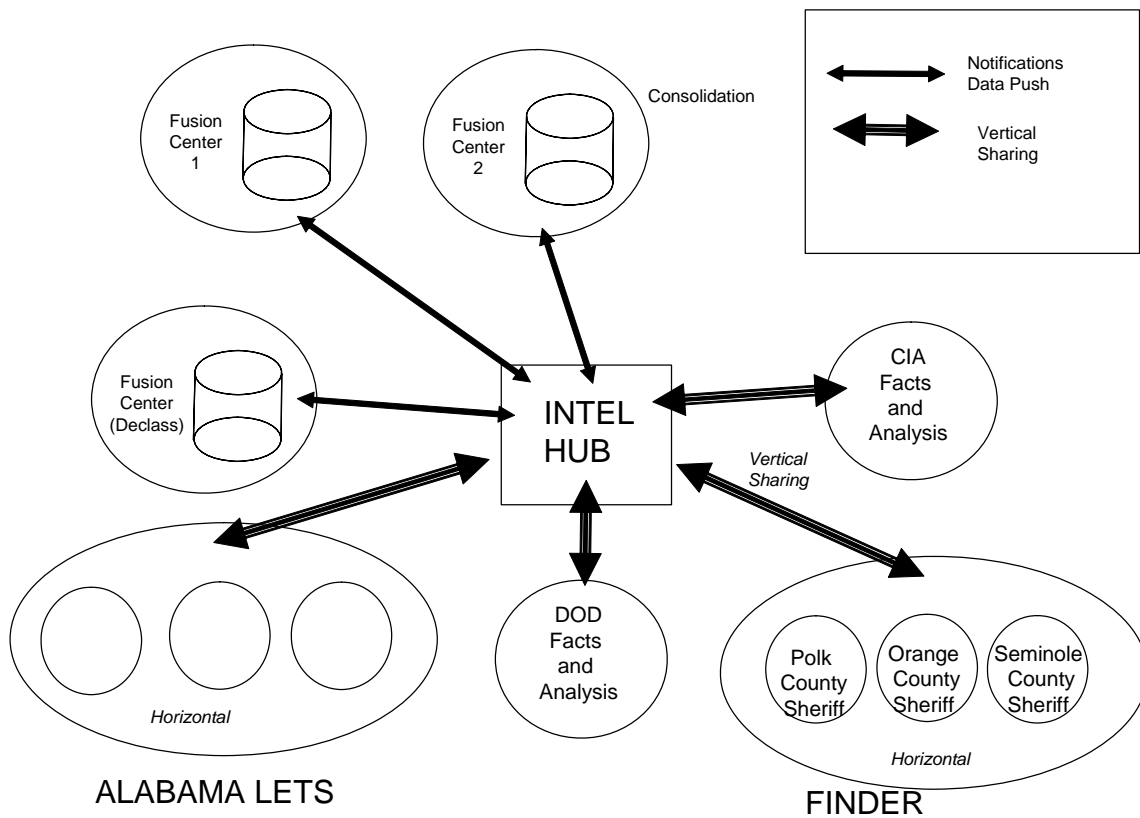 Fusion
Center
1
Fusion
Center
2
Consolidation
Notifications
Data Push
Vertical
Sharing
Fusion
Center
(Declass)
INTEL
HUB
CIA
Facts
and
Analysis
Vertical
Sharing
DOD
Facts
and
Analysis
Horizontal
ALABAMA LETS
Polk
County
Sheriff
Orange
County
Sheriff
Seminole
County
Sheriff
Horizontal
FINDER